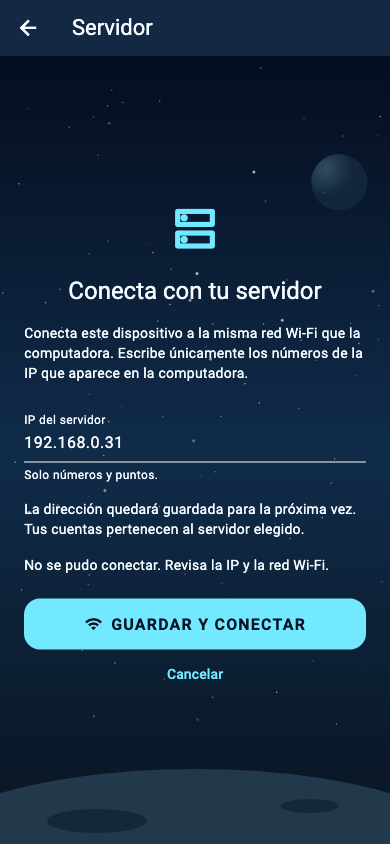 Servidor
Conecta con tu servidor
Conecta este dispositivo a la misma red Wi-Fi que la
computadora. Escribe únicamente los números de la
IP que aparece en la computadora.
IP del servidor
192.168.0.31
Solo números y puntos.
La dirección quedará guardada para la próxima vez.
Tus cuentas pertenecen al servidor elegido.
No se pudo conectar. Revisa la IP y la red Wi-Fi.
GUARDAR Y CONECTAR
Cancelar